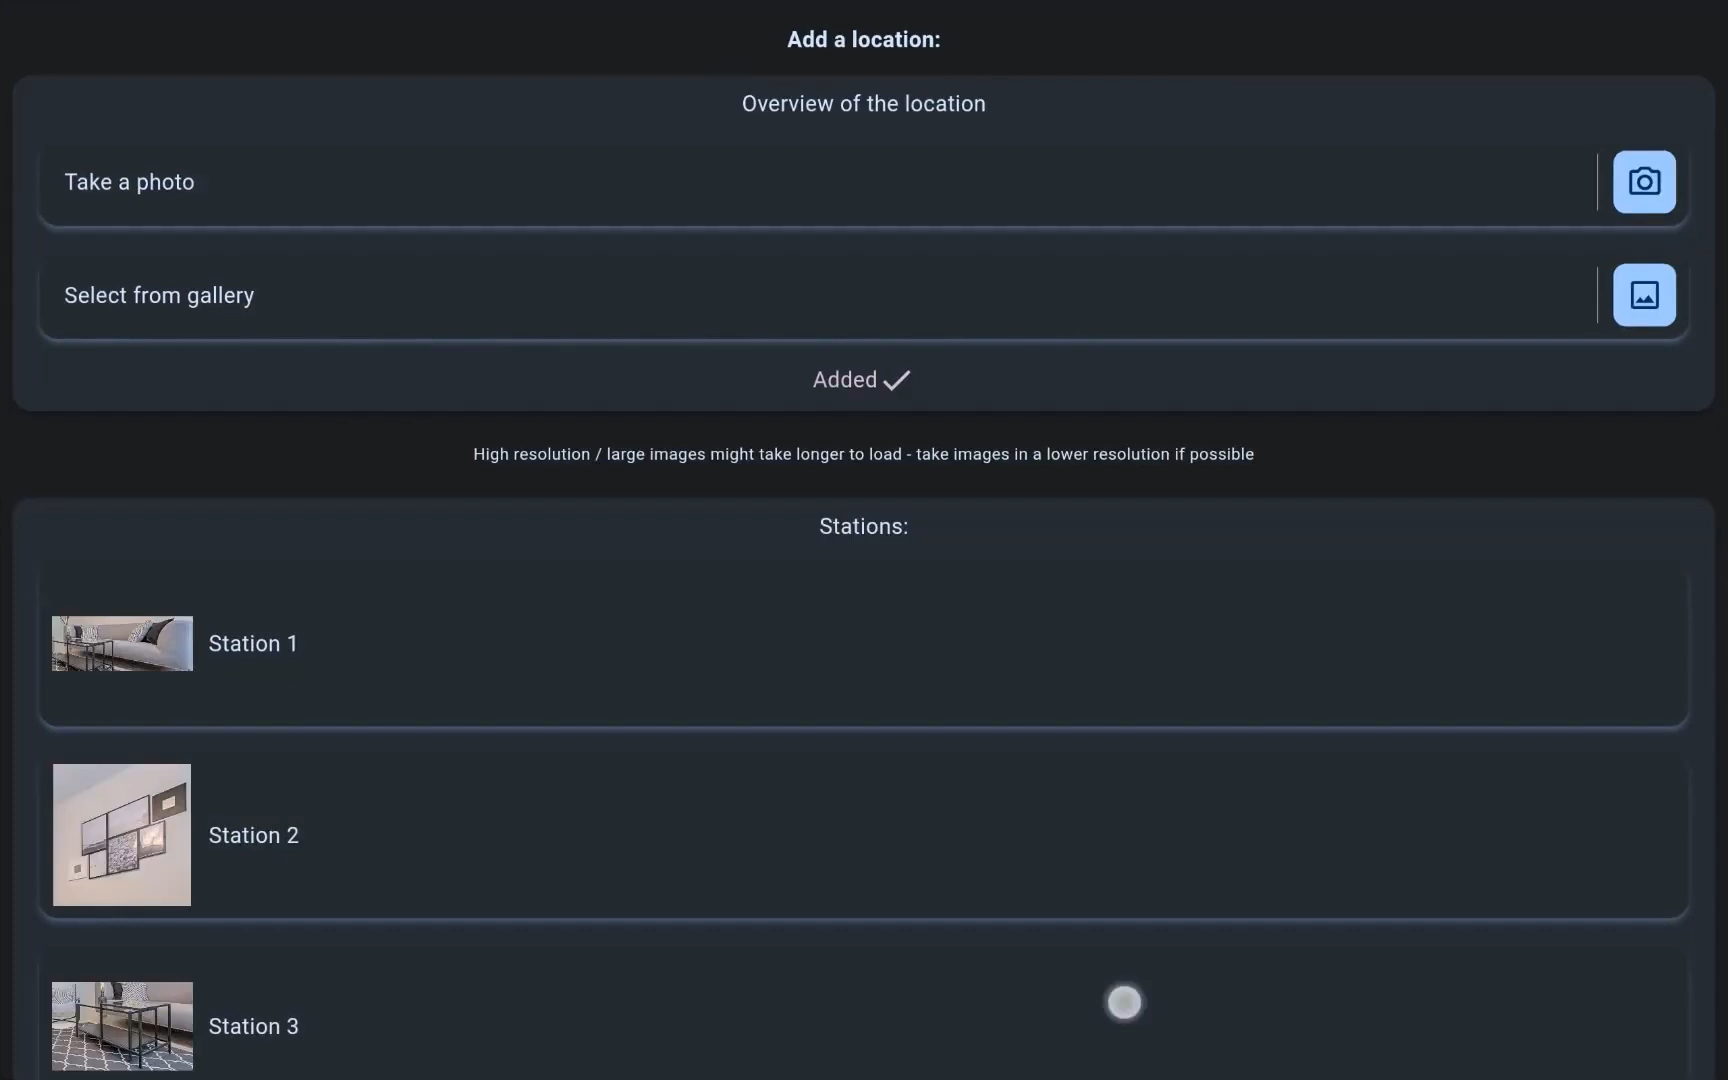 Add a location:
Overview of the location
Take a photo
Select from gallery
Added
High resolution / large images might take longer to load - take images in a lower resolution if possible
Stations:
Station 1
Station 2
Station 3